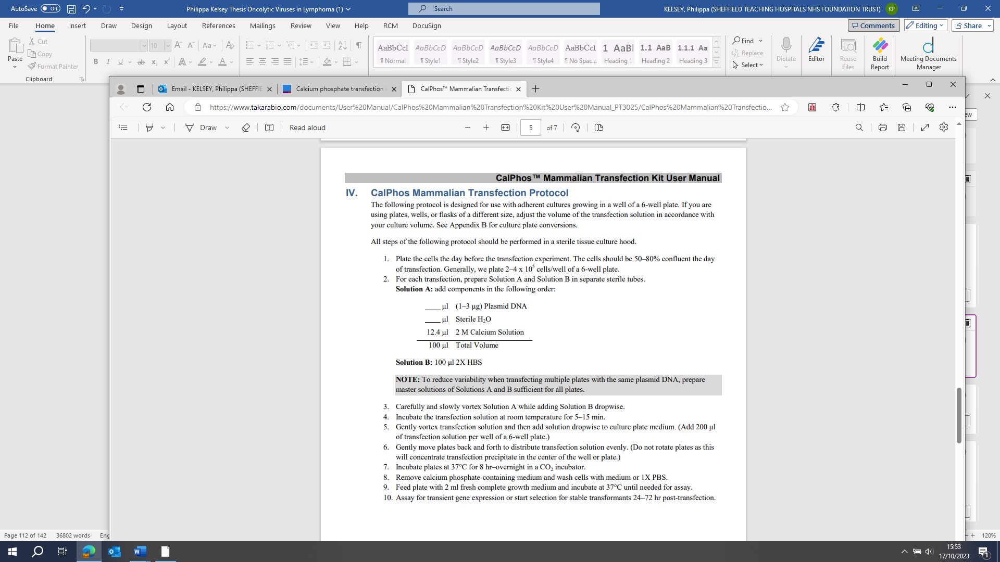 AutoSave Off Philippa Kelsey Thesis Oncolytic Viruses in Lymphoma (1) Search KELSEY, Philippa (SHEFFIELD TEACHING HOSPITALS NHS FOUNDATION TRUST) KP
File Home Insert Draw Design Layout References Mailings Review View Help RCM DocuSign Comments Editing Share
Paste Cut Copy Format Painter
Clipboard
10 Aa
B I U ab x₂ x² A A
AaBbCcI AaBbCcD AaBbCcD AaBbCcD AaBbCcD AaBbCcI 1 AaBl 1.1 AaB 1.1.1 Aa
¶ Normal ¶ Style1 ¶ Style2 ¶ Style3 ¶ Style4 ¶ No Spac... Heading 1 Heading 2 Heading 3
Find
Replace
Select
Dictate Editor Reuse Files Build Report Meeting Documents Manager
Email - KELSEY, Philippa (SHEFFIE Calcium phosphate transfection CalPhos™ Mammalian Transfectic
https://www.takarabio.com/documents/User%20Manual/CalPhos%20Mammalian%20Transfection%20Kit%20User%20Manual_PT3025/CalPhos%20Mammalian%20Transfectio...
Draw Read aloud 5 of 7
CalPhos™ Mammalian Transfection Kit User Manual
IV. CalPhos Mammalian Transfection Protocol
The following protocol is designed for use with adherent cultures growing in a well of a 6-well plate. If you are
using plates, wells, or flasks of a different size, adjust the volume of the transfection solution in accordance with
your culture volume. See Appendix B for culture plate conversions.
All steps of the following protocol should be performed in a sterile tissue culture hood.
1. Plate the cells the day before the transfection experiment. The cells should be 50–80% confluent the day
of transfection. Generally, we plate 2–4 x 10⁵ cells/well of a 6-well plate.
2. For each transfection, prepare Solution A and Solution B in separate sterile tubes.
Solution A: add components in the following order:
____ µl (1–3 µg) Plasmid DNA
____ µl Sterile H₂O
12.4 µl 2 M Calcium Solution
100 µl Total Volume
Solution B: 100 µl 2X HBS
NOTE: To reduce variability when transfecting multiple plates with the same plasmid DNA, prepare
master solutions of Solutions A and B sufficient for all plates.
3. Carefully and slowly vortex Solution A while adding Solution B dropwise.
4. Incubate the transfection solution at room temperature for 5–15 min.
5. Gently vortex transfection solution and then add solution dropwise to culture plate medium. (Add 200 µl
of transfection solution per well of a 6-well plate.)
6. Gently move plates back and forth to distribute transfection solution evenly. (Do not rotate plates as this
will concentrate transfection precipitate in the center of the well or plate.)
7. Incubate plates at 37°C for 8 hr–overnight in a CO₂ incubator.
8. Remove calcium phosphate-containing medium and wash cells with medium or 1X PBS.
9. Feed plate with 2 ml fresh complete growth medium and incubate at 37°C until needed for assay.
10. Assay for transient gene expression or start selection for stable transformants 24–72 hr post-transfection.
Page 112 of 142 36802 words Eng 120%
15:53
17/10/2023
1